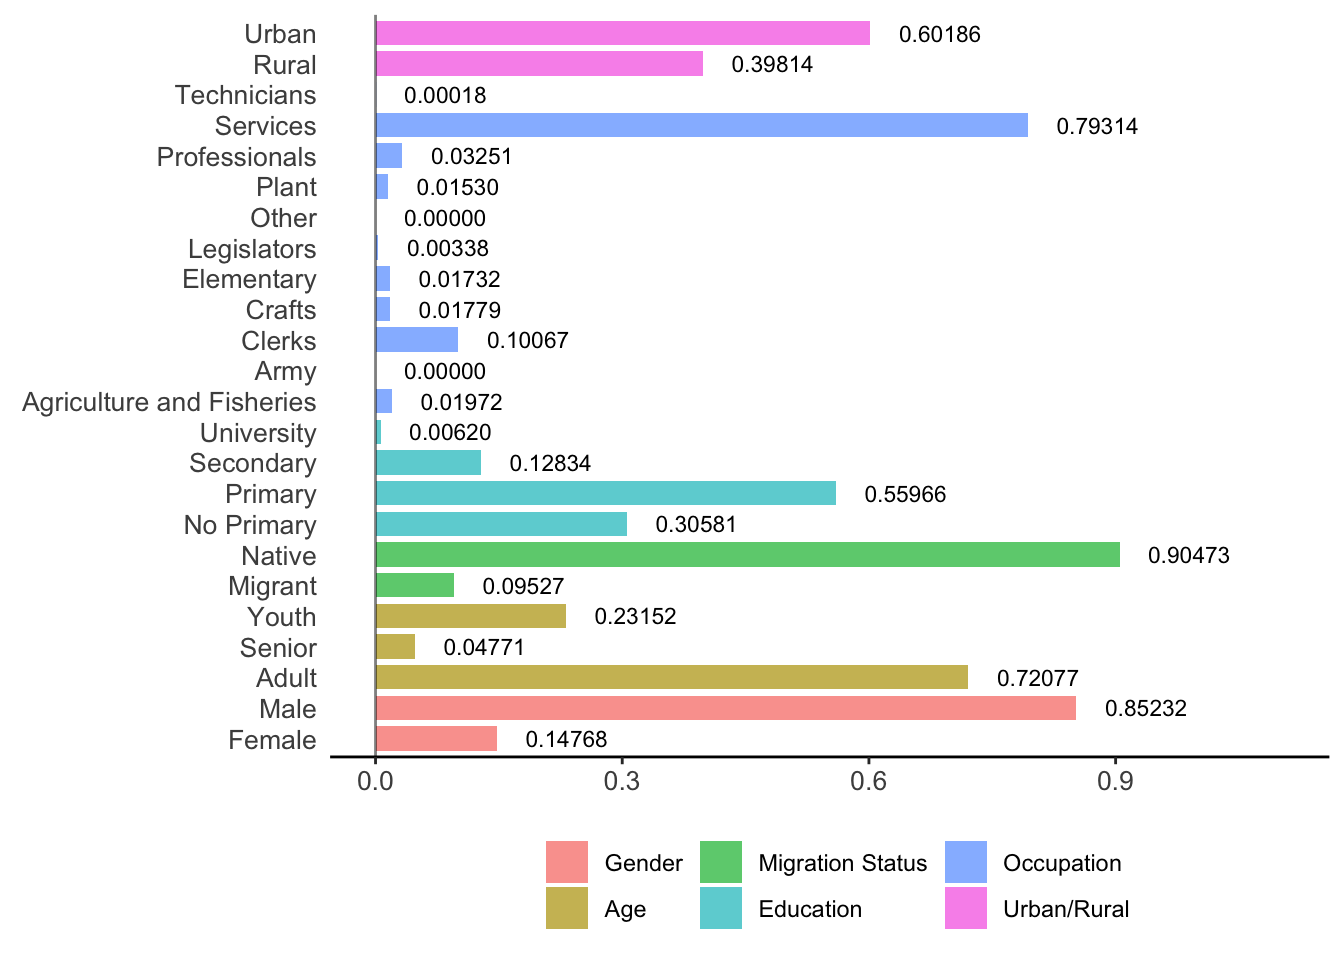 Urban 0.60186
Rural 0.39814
Technicians 0.00018
Services 0.79314
Professionals 0.03251
Plant 0.01530
Other 0.00000
Legislators 0.00338
Elementary 0.01732
Crafts 0.01779
Clerks 0.10067
Army 0.00000
Agriculture and Fisheries 0.01972
University 0.00620
Secondary 0.12834
Primary 0.55966
No Primary 0.30581
Native 0.90473
Migrant 0.09527
Youth 0.23152
Senior 0.04771
Adult 0.72077
Male 0.85232
Female 0.14768
0.0 0.3 0.6 0.9
Gender Migration Status Occupation
Age Education Urban/Rural